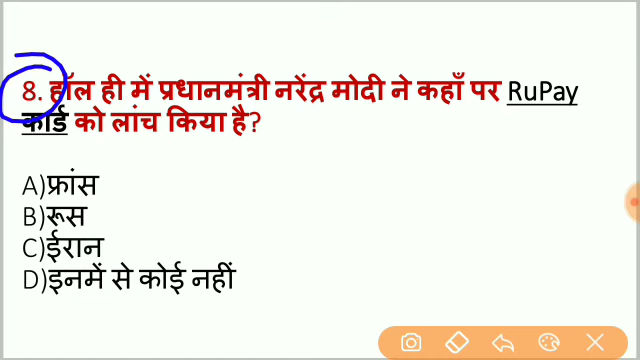 8. हॉल ही में प्रधानमंत्री नरेंद्र मोदी ने कहाँ पर RuPay
कार्ड को लांच किया है?
A)फ्रांस
B)रूस
C)ईरान
D)इनमें से कोई नहीं